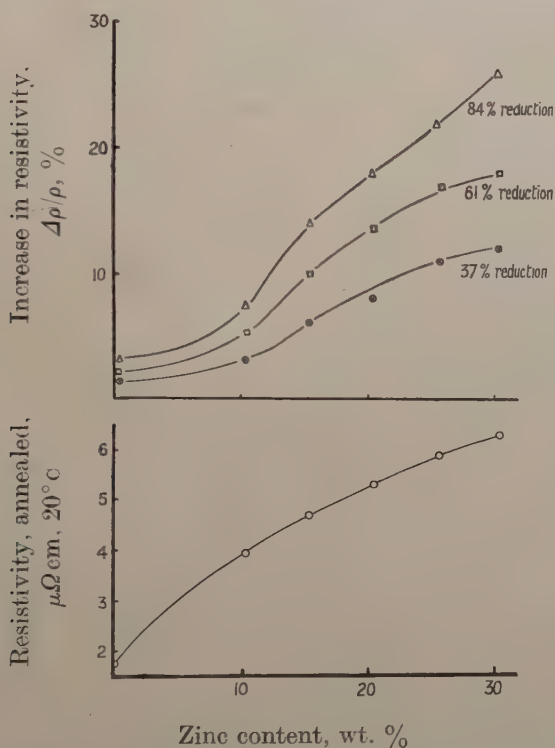 Increase in resistivity,
Δρ/ρ, %
30
20
10
84% reduction
61% reduction
37% reduction
Resistivity, annealed,
μΩ cm, 20°C
6
5
4
3
2
10
20
30
Zinc content, wt. %